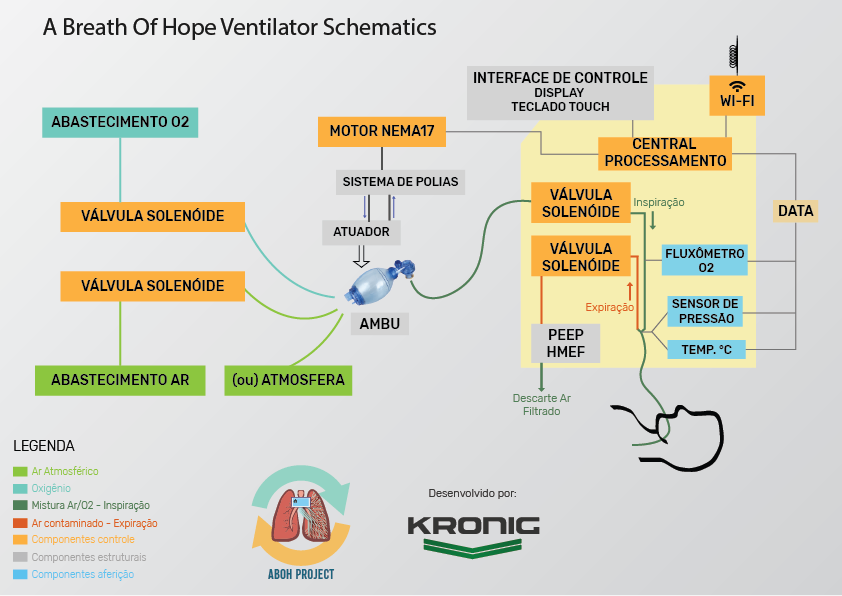 A Breath Of Hope Ventilator Schematics
INTERFACE DE CONTROLE
DISPLAY
TECLADO TOUCH
WI-FI
ABASTECIMENTO O2
MOTOR NEMA17
CENTRAL
PROCESSAMENTO
SISTEMA DE POLIAS
VÁLVULA SOLENÓIDE
VÁLVULA
SOLENÓIDE
Inspiração
DATA
ATUADOR
VÁLVULA
SOLENÓIDE
FLUXÔMETRO
O2
VÁLVULA SOLENÓIDE
Expiração
SENSOR DE
PRESSÃO
AMBU
PEEP
HMEF
TEMP. °C
ABASTECIMENTO AR
(ou) ATMOSFERA
Descarte Ar
Filtrado
LEGENDA
Ar Atmosférico
Oxigênio
Mistura Ar/O2 - Inspiração
Ar contaminado - Expiração
Componentes controle
Componentes estruturais
Componentes aferição
ABOH PROJECT
Desenvolvido por:
KRONIG